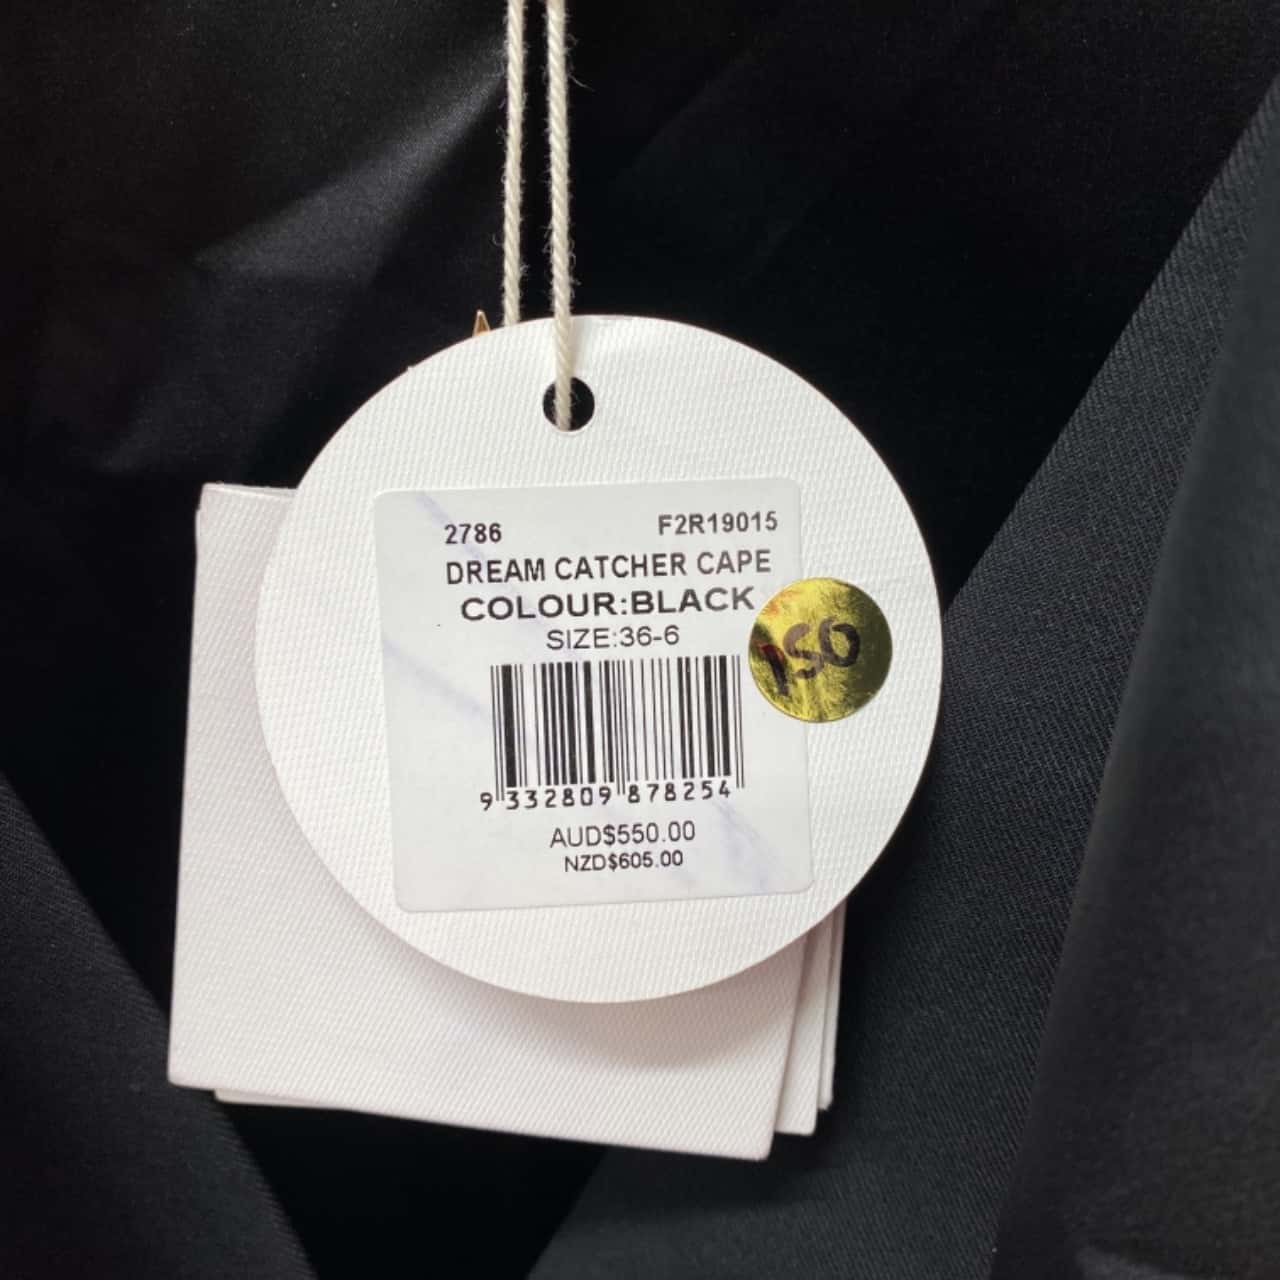 2786 F2R19015
DREAM CATCHER CAPE
COLOUR:BLACK
SIZE:36-6
150
9 332809 878254
AUD$550.00
NZD$605.00